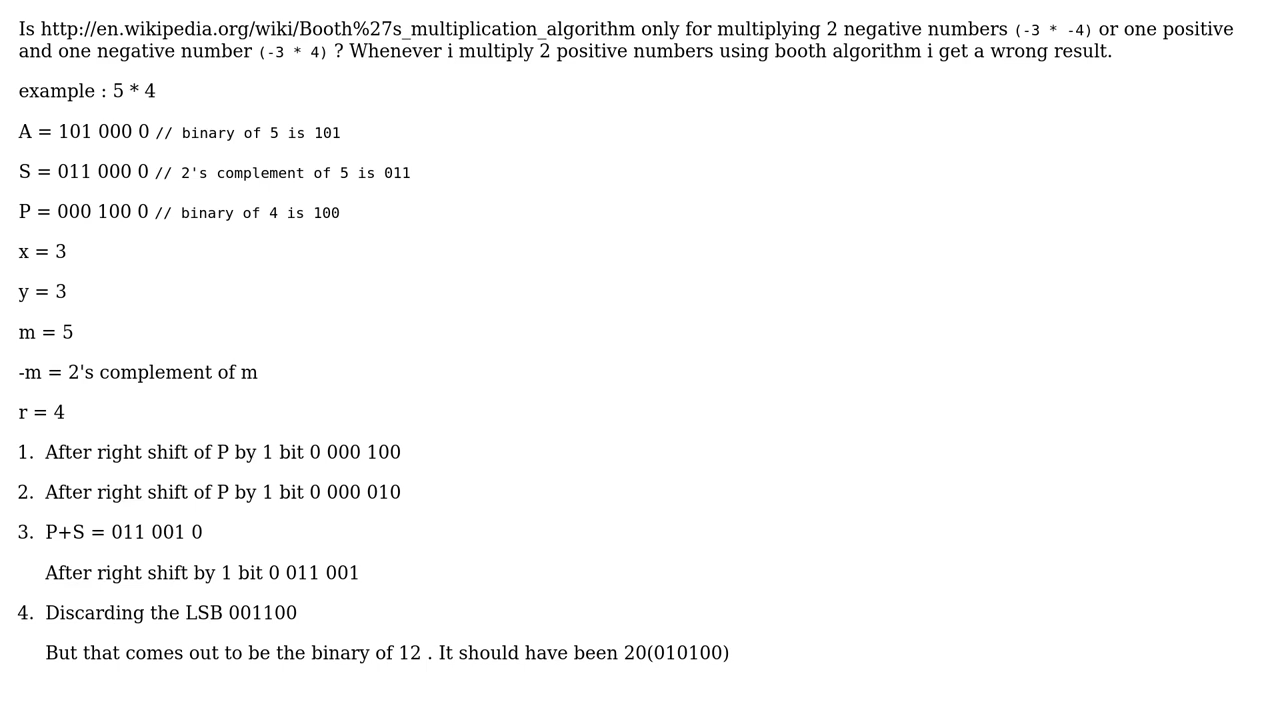 Is http://en.wikipedia.org/wiki/Booth%27s_multiplication_algorithm only for multiplying 2 negative numbers (-3 * -4) or one positive
and one negative number (-3 * 4) ? Whenever i multiply 2 positive numbers using booth algorithm i get a wrong result.
example : 5 * 4
A = 101 000 0 // binary of 5 is 101
S = 011 000 0 // 2's complement of 5 is 011
P = 000 100 0 // binary of 4 is 100
x = 3
y = 3
m = 5
-m = 2's complement of m
r = 4
1. After right shift of P by 1 bit 0 000 100
2. After right shift of P by 1 bit 0 000 010
3. P+S = 011 001 0
After right shift by 1 bit 0 011 001
4. Discarding the LSB 001100
But that comes out to be the binary of 12 . It should have been 20(010100)